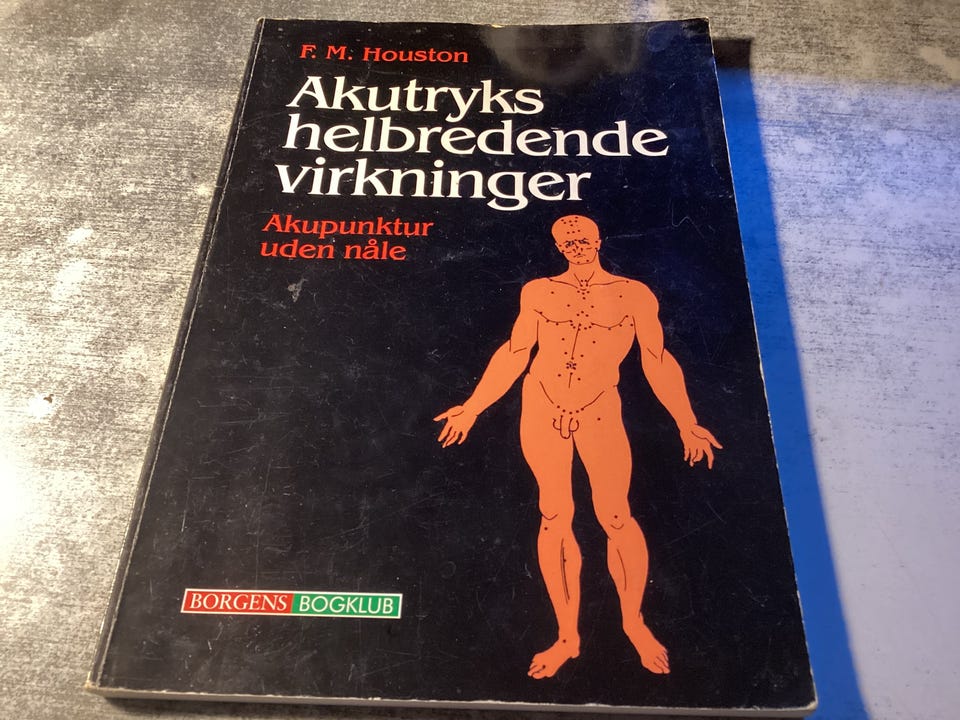 F. M. Houston
Akutryks
helbredende
virkninger
Akupunktur
uden nåle
BORGENS BOGKLUB